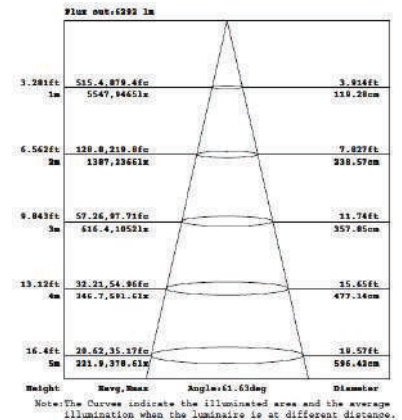 Flux out:6292 lm
3.281ft 515.4,879.4fc 3.914ft
1m 5547,9465lx 119.28cm
6.562ft 128.8,219.8fc 7.827ft
2m 1387,2366lx 238.57cm
9.843ft 57.26,97.71fc 11.74ft
3m 616.4,1052lx 357.85cm
13.12ft 32.21,54.96fc 15.65ft
4m 346.7,591.6lx 477.14cm
16.4ft 20.62,35.17fc 19.57ft
5m 221.9,378.6lx 596.42cm
Height Eavg,Emax Angle:61.63deg Diameter
Note:The Curves indicate the illuminated area and the average
illumination when the luminaire is at different distance.